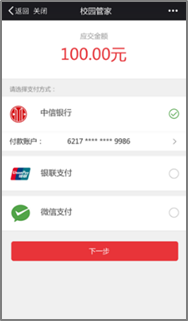 返回 关闭 校园管家
应交金额
100.00元
请选择支付方式：
中信银行
付款账户： 6217 **** **** 9986
银联支付
微信支付
下一步